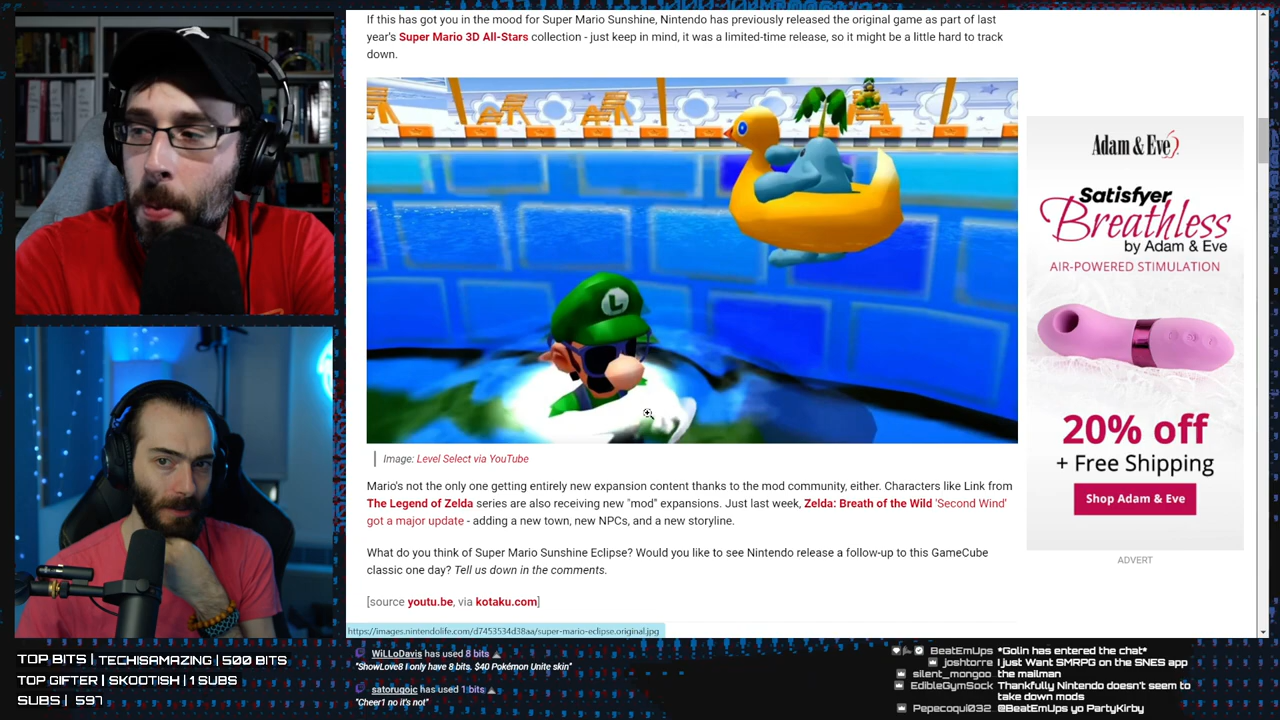 If this has got you in the mood for Super Mario Sunshine, Nintendo has previously released the original game as part of last
year's Super Mario 3D All-Stars collection - just keep in mind, it was a limited-time release, so it might be a little hard to track
down.
L
Image: Level Select via YouTube
Mario's not the only one getting entirely new expansion content thanks to the mod community, either. Characters like Link from
The Legend of Zelda series are also receiving new "mod" expansions. Just last week, Zelda: Breath of the Wild 'Second Wind'
got a major update - adding a new town, new NPCs, and a new storyline.
What do you think of Super Mario Sunshine Eclipse? Would you like to see Nintendo release a follow-up to this GameCube
classic one day? Tell us down in the comments.
[source youtu.be, via kotaku.com]
https://images.nintendolife.com/d7453534d38aa/super-mario-eclipse.original.jpg
Adam & Eve
Satisfyer
Breathless
by Adam & Eve
AIR-POWERED STIMULATION
20% off
+ Free Shipping
Shop Adam & Eve
ADVERT
TOP BITS | TECHISAMAZING | 500 BITS
TOP GIFTER | SKOOTISH | 1 SUBS
SUBS | 597
WiLLoDavis has used 8 bits
"ShowLove8 I only have 8 bits. $40 Pokémon Unite skin"
satorugojc has used 1 bits
"Cheer1 no it's not"
BeatEmUps *Golin has entered the chat*
joshtorre I just Want SMRPG on the SNES app
silent_mongoo the mailman
EdibleGymSock Thankfully Nintendo doesn't seem to
take down mods
Pepecoqui032 @BeatEmUps yo PartyKirby